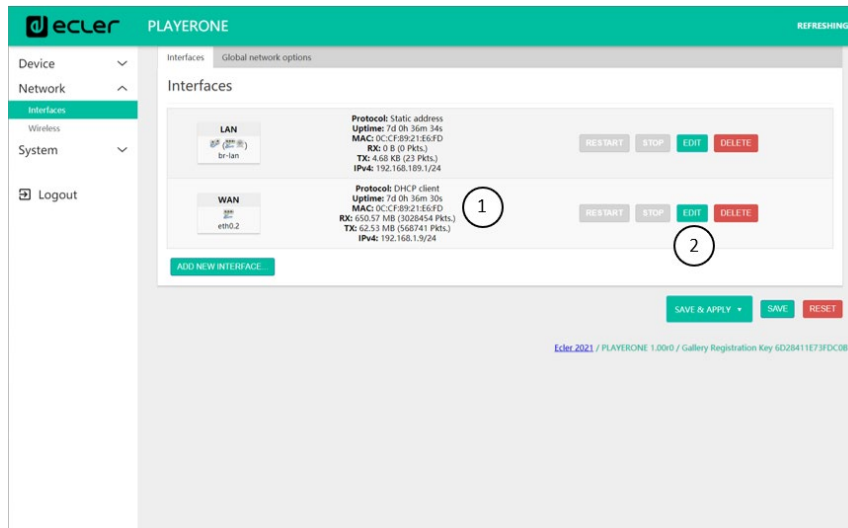 ecler
PLAYERONE
REFRESHING
Device
Network
Interfaces
Wireless
System
Logout
Interfaces Global network options
Interfaces
LAN
br-lan
Protocol: Static address
Uptime: 7d 0h 36m 34s
MAC: 0C:CF:89:21:E6:FD
RX: 0 B (0 Pkts.)
TX: 4.68 KB (23 Pkts.)
IPv4: 192.168.189.1/24
RESTART STOP EDIT DELETE
WAN
eth0.2
Protocol: DHCP client
Uptime: 7d 0h 36m 30s
MAC: 0C:CF:89:21:E6:FD
RX: 650.57 MB (3028454 Pkts.)
TX: 62.53 MB (568741 Pkts.)
IPv4: 192.168.1.9/24
1
RESTART STOP EDIT DELETE
2
ADD NEW INTERFACE...
SAVE & APPLY SAVE RESET
Ecler 2021 / PLAYERONE 1.00r0 / Gallery Registration Key 6D28411E73FDC0B